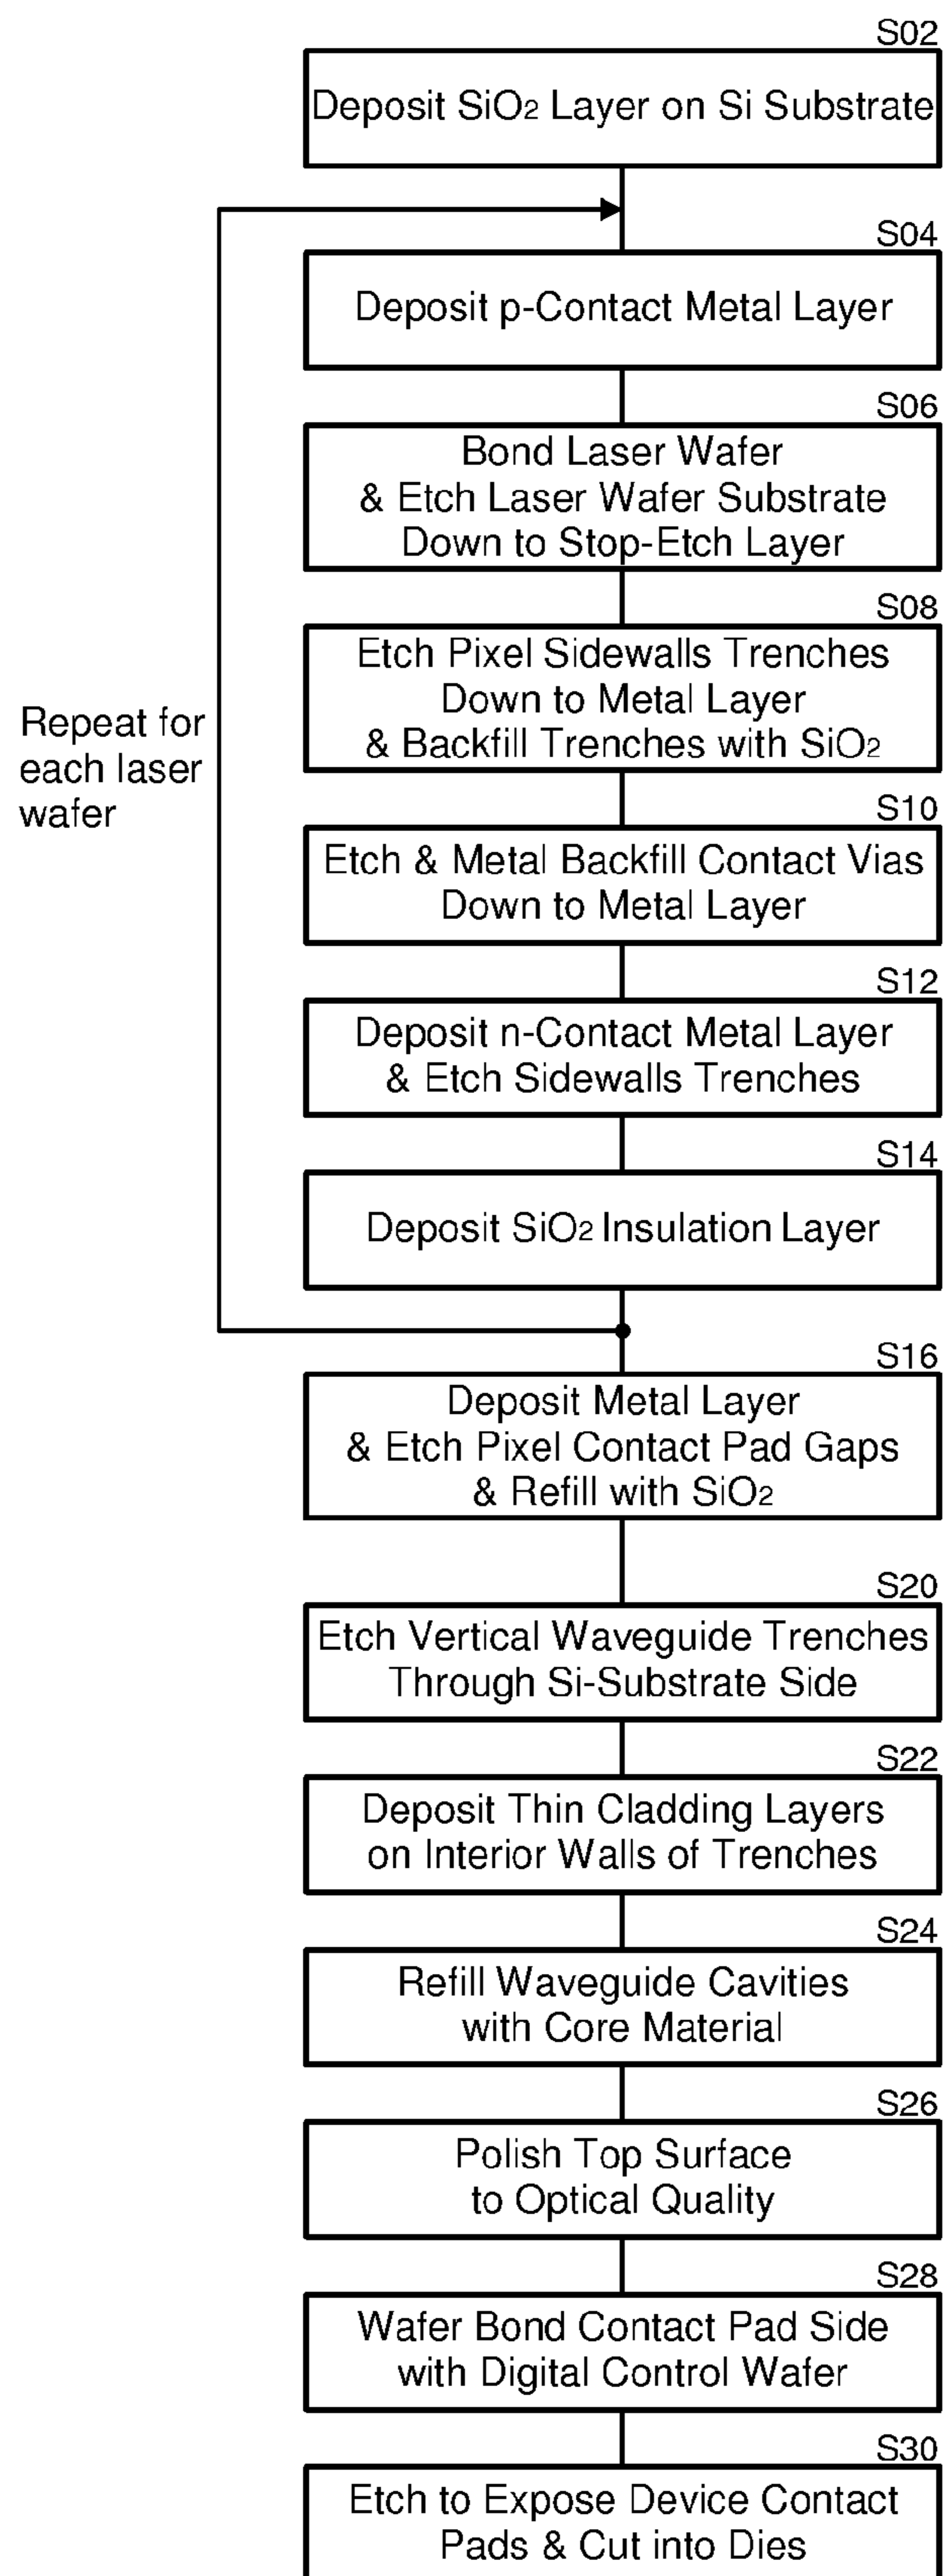 S02
Deposit SiO2 Layer on Si Substrate
S04
Deposit p-Contact Metal Layer
S06
Bond Laser Wafer
& Etch Laser Wafer Substrate
Down to Stop-Etch Layer
S08
Etch Pixel Sidewalls Trenches
Down to Metal Layer
& Backfill Trenches with SiO2
Repeat for
each laser
wafer
S10
Etch & Metal Backfill Contact Vias
Down to Metal Layer
S12
Deposit n-Contact Metal Layer
& Etch Sidewalls Trenches
S14
Deposit SiO2 Insulation Layer
S16
Deposit Metal Layer
& Etch Pixel Contact Pad Gaps
& Refill with SiO2
S20
Etch Vertical Waveguide Trenches
Through Si-Substrate Side
S22
Deposit Thin Cladding Layers
on Interior Walls of Trenches
S24
Refill Waveguide Cavities
with Core Material
S26
Polish Top Surface
to Optical Quality
S28
Wafer Bond Contact Pad Side
with Digital Control Wafer
S30
Etch to Expose Device Contact
Pads & Cut into Dies